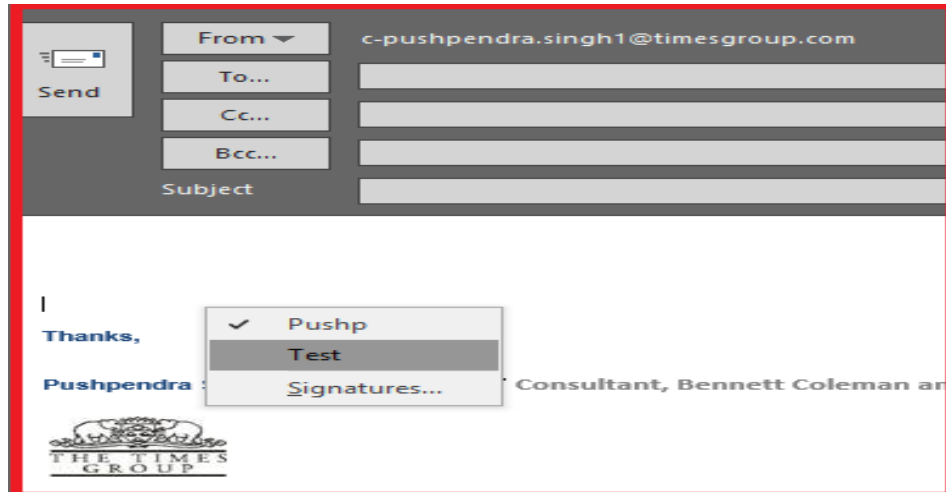 From c-pushpendra.singh1@timesgroup.com
Send
To...
Cc...
Bcc...
Subject
Thanks,
Pushp
Test
Signatures...
Pushpendra
Consultant, Bennett Coleman
THE TIMES
GROUP